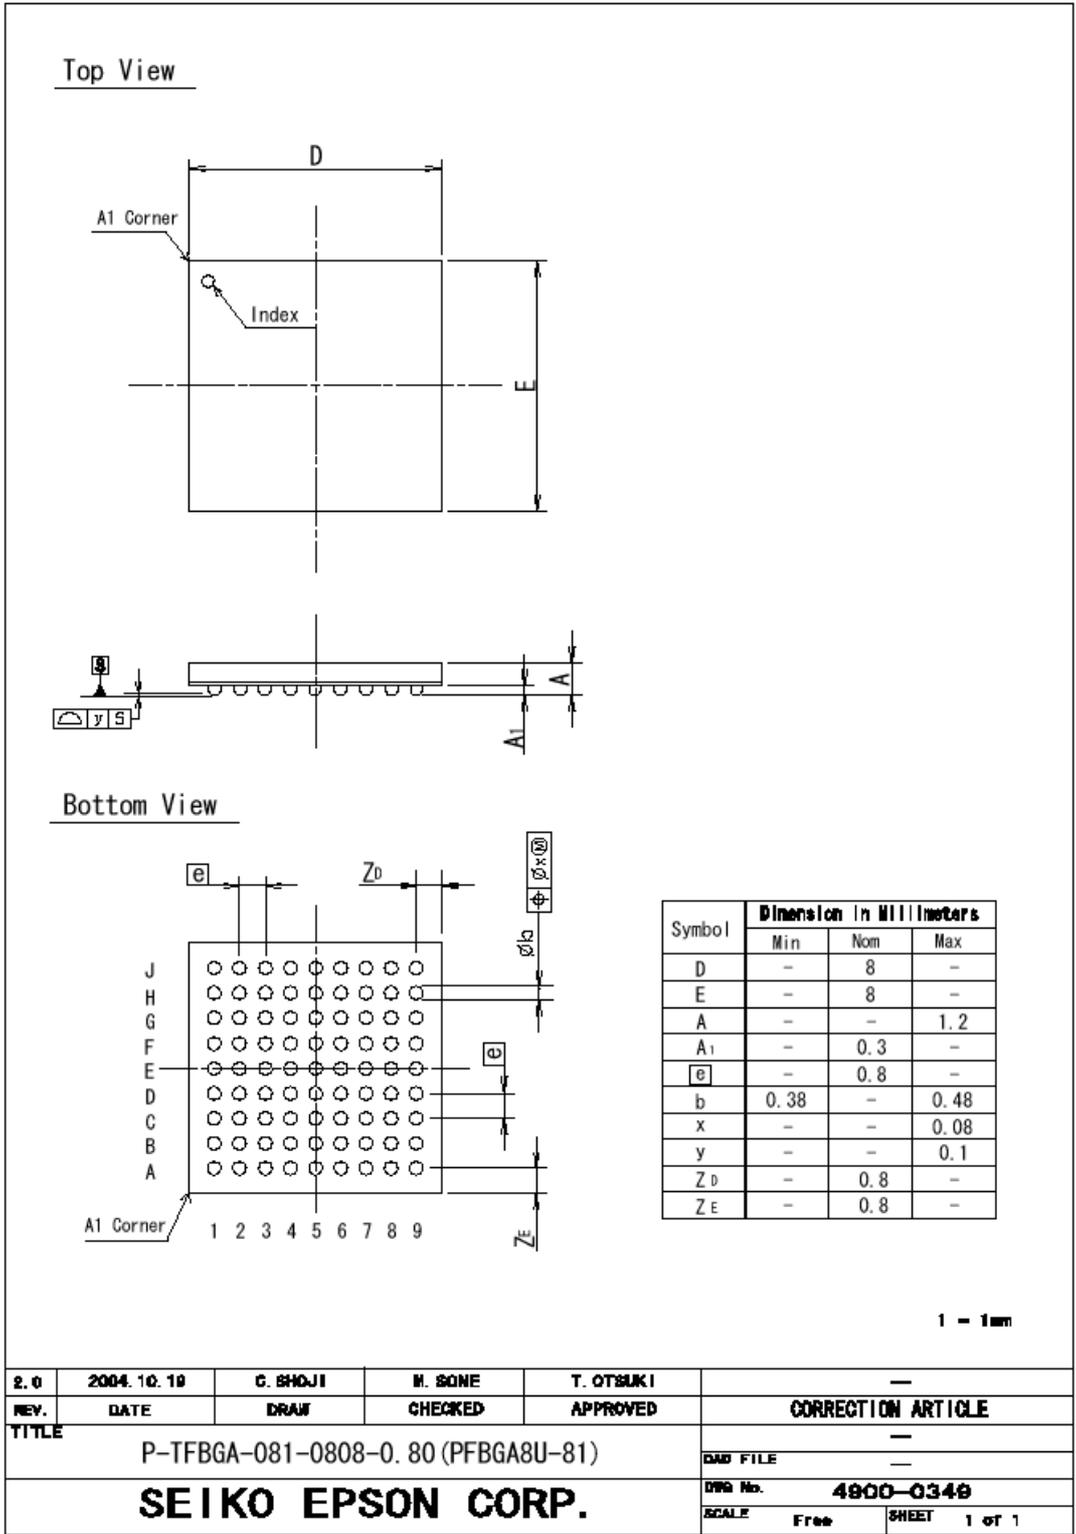 Top View
D
A1 Corner
Index
E
S
A
y S
A1
Bottom View
e ZD
⌖ Ø×Ⓜ
Øb
J
H
G
F
E
D
C
B
A
e
A1 Corner
1 2 3 4 5 6 7 8 9
ZE
Symbol Dimension in Millimeters
Min Nom Max
D - 8 -
E - 8 -
A - - 1.2
A1 - 0.3 -
e - 0.8 -
b 0.38 - 0.48
x - - 0.08
y - - 0.1
ZD - 0.8 -
ZE - 0.8 -
1 = 1mm
2.0 2004.10.19 C. SHOJI M. SONE T. OTSUKI —
REV. DATE DRAW CHECKED APPROVED CORRECTION ARTICLE
TITLE —
P-TFBGA-081-0808-0.80(PFBGA8U-81)
CAD FILE —
SEIKO EPSON CORP.
DWG No. 4900-0349
SCALE Free SHEET 1 of 1